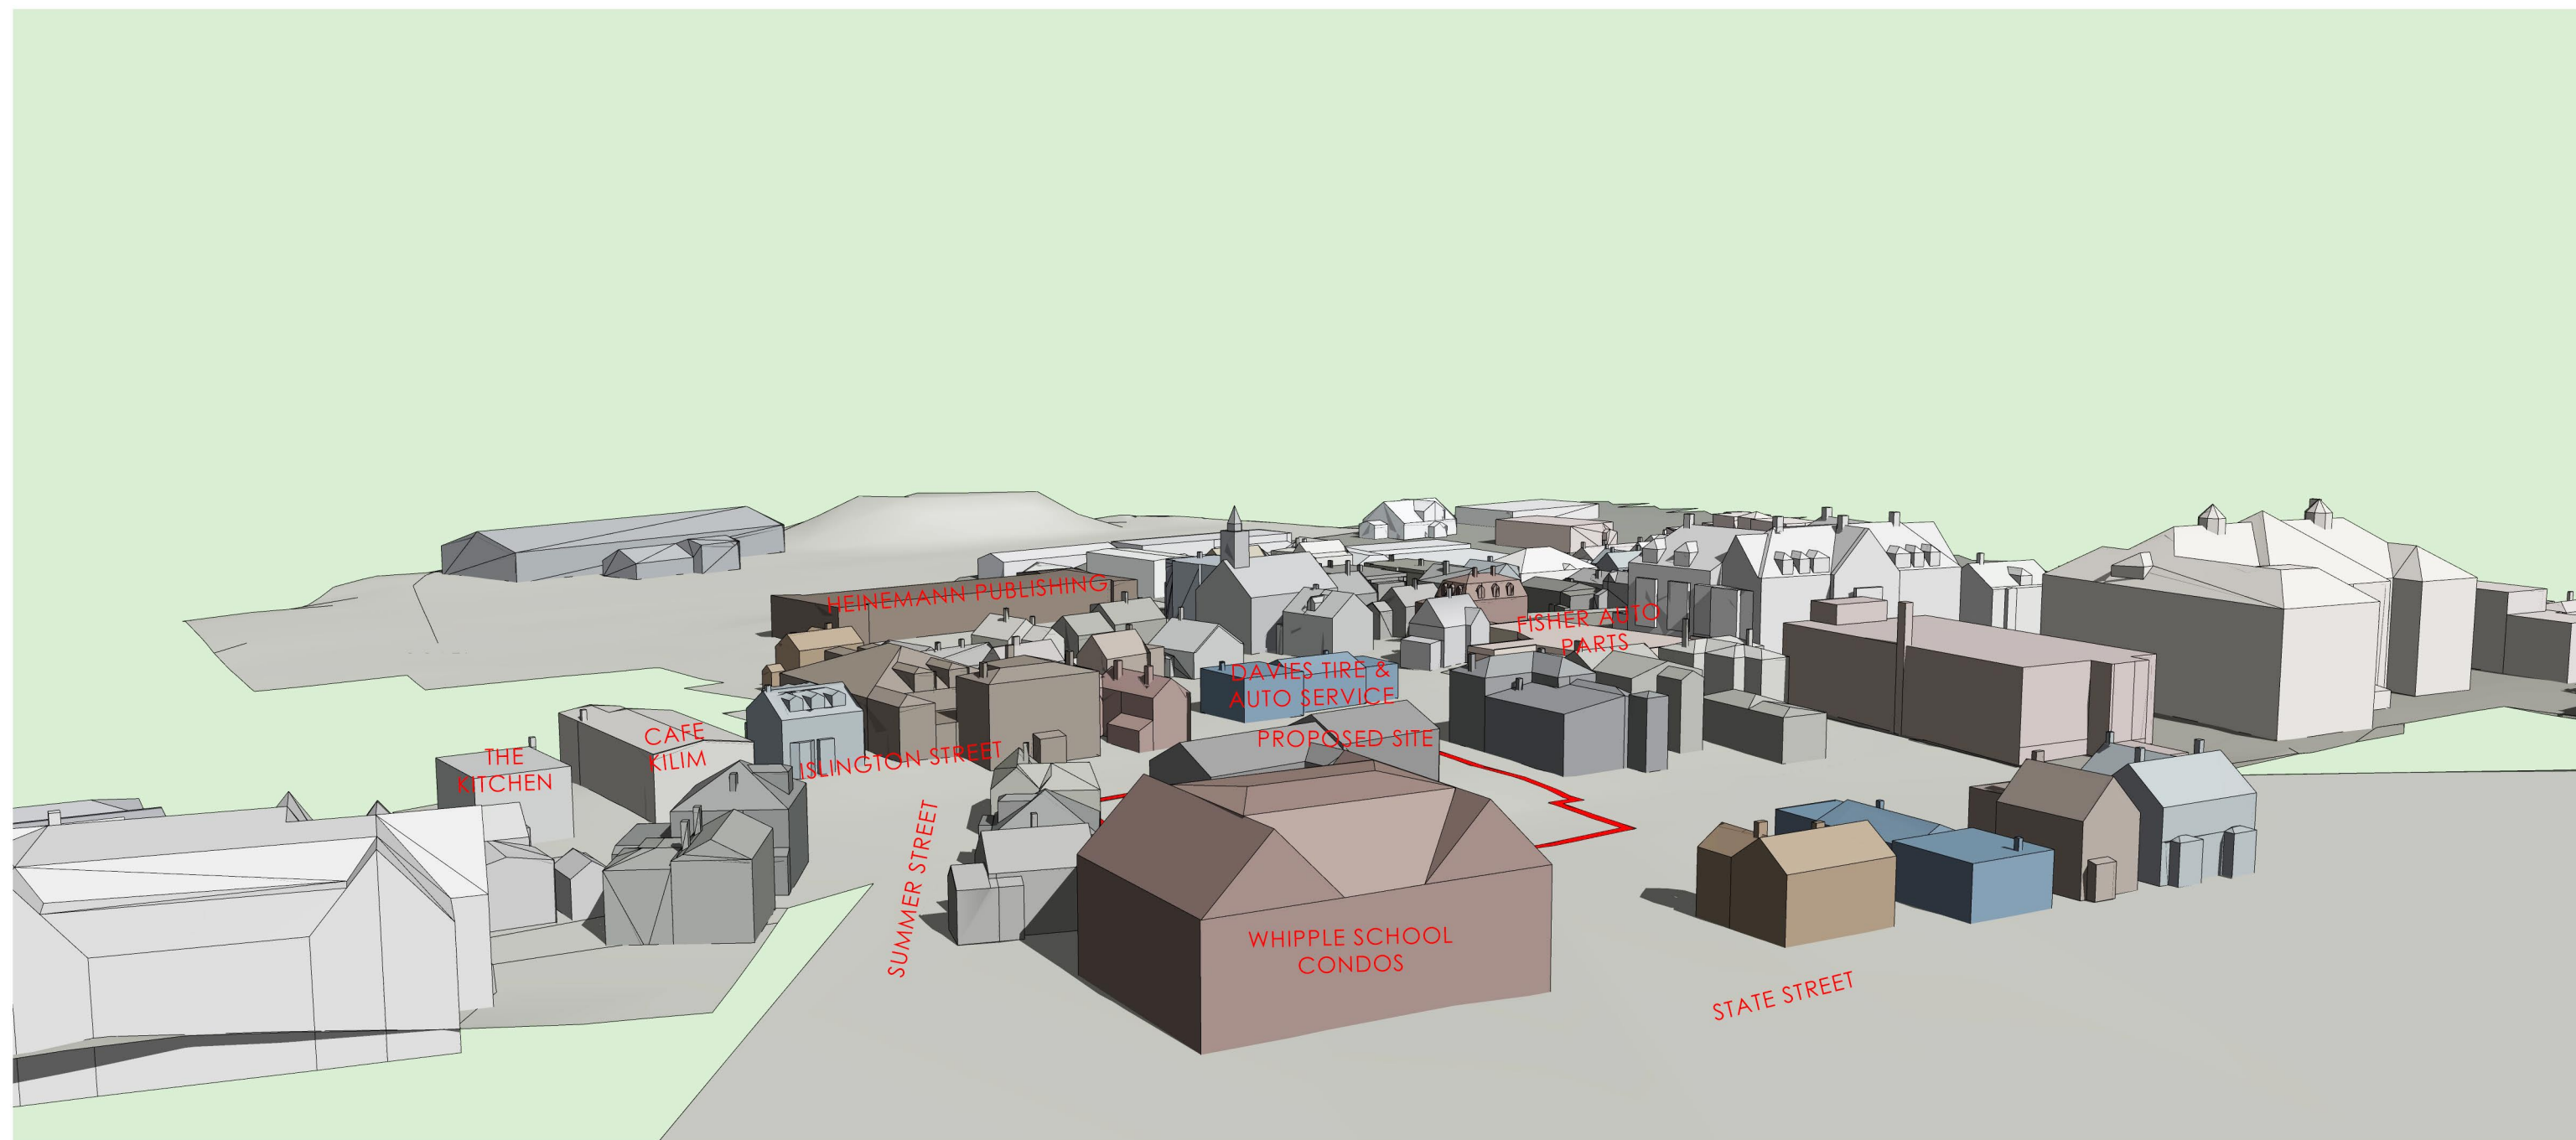 HEINEMANN PUBLISHING
FISHER AUTO
PARTS
DAVIES TIRE &
AUTO SERVICE
CAFE
KILIM
THE
KITCHEN
ISLINGTON STREET
PROPOSED SITE
SUMMER STREET
WHIPPLE SCHOOL
CONDOS
STATE STREET